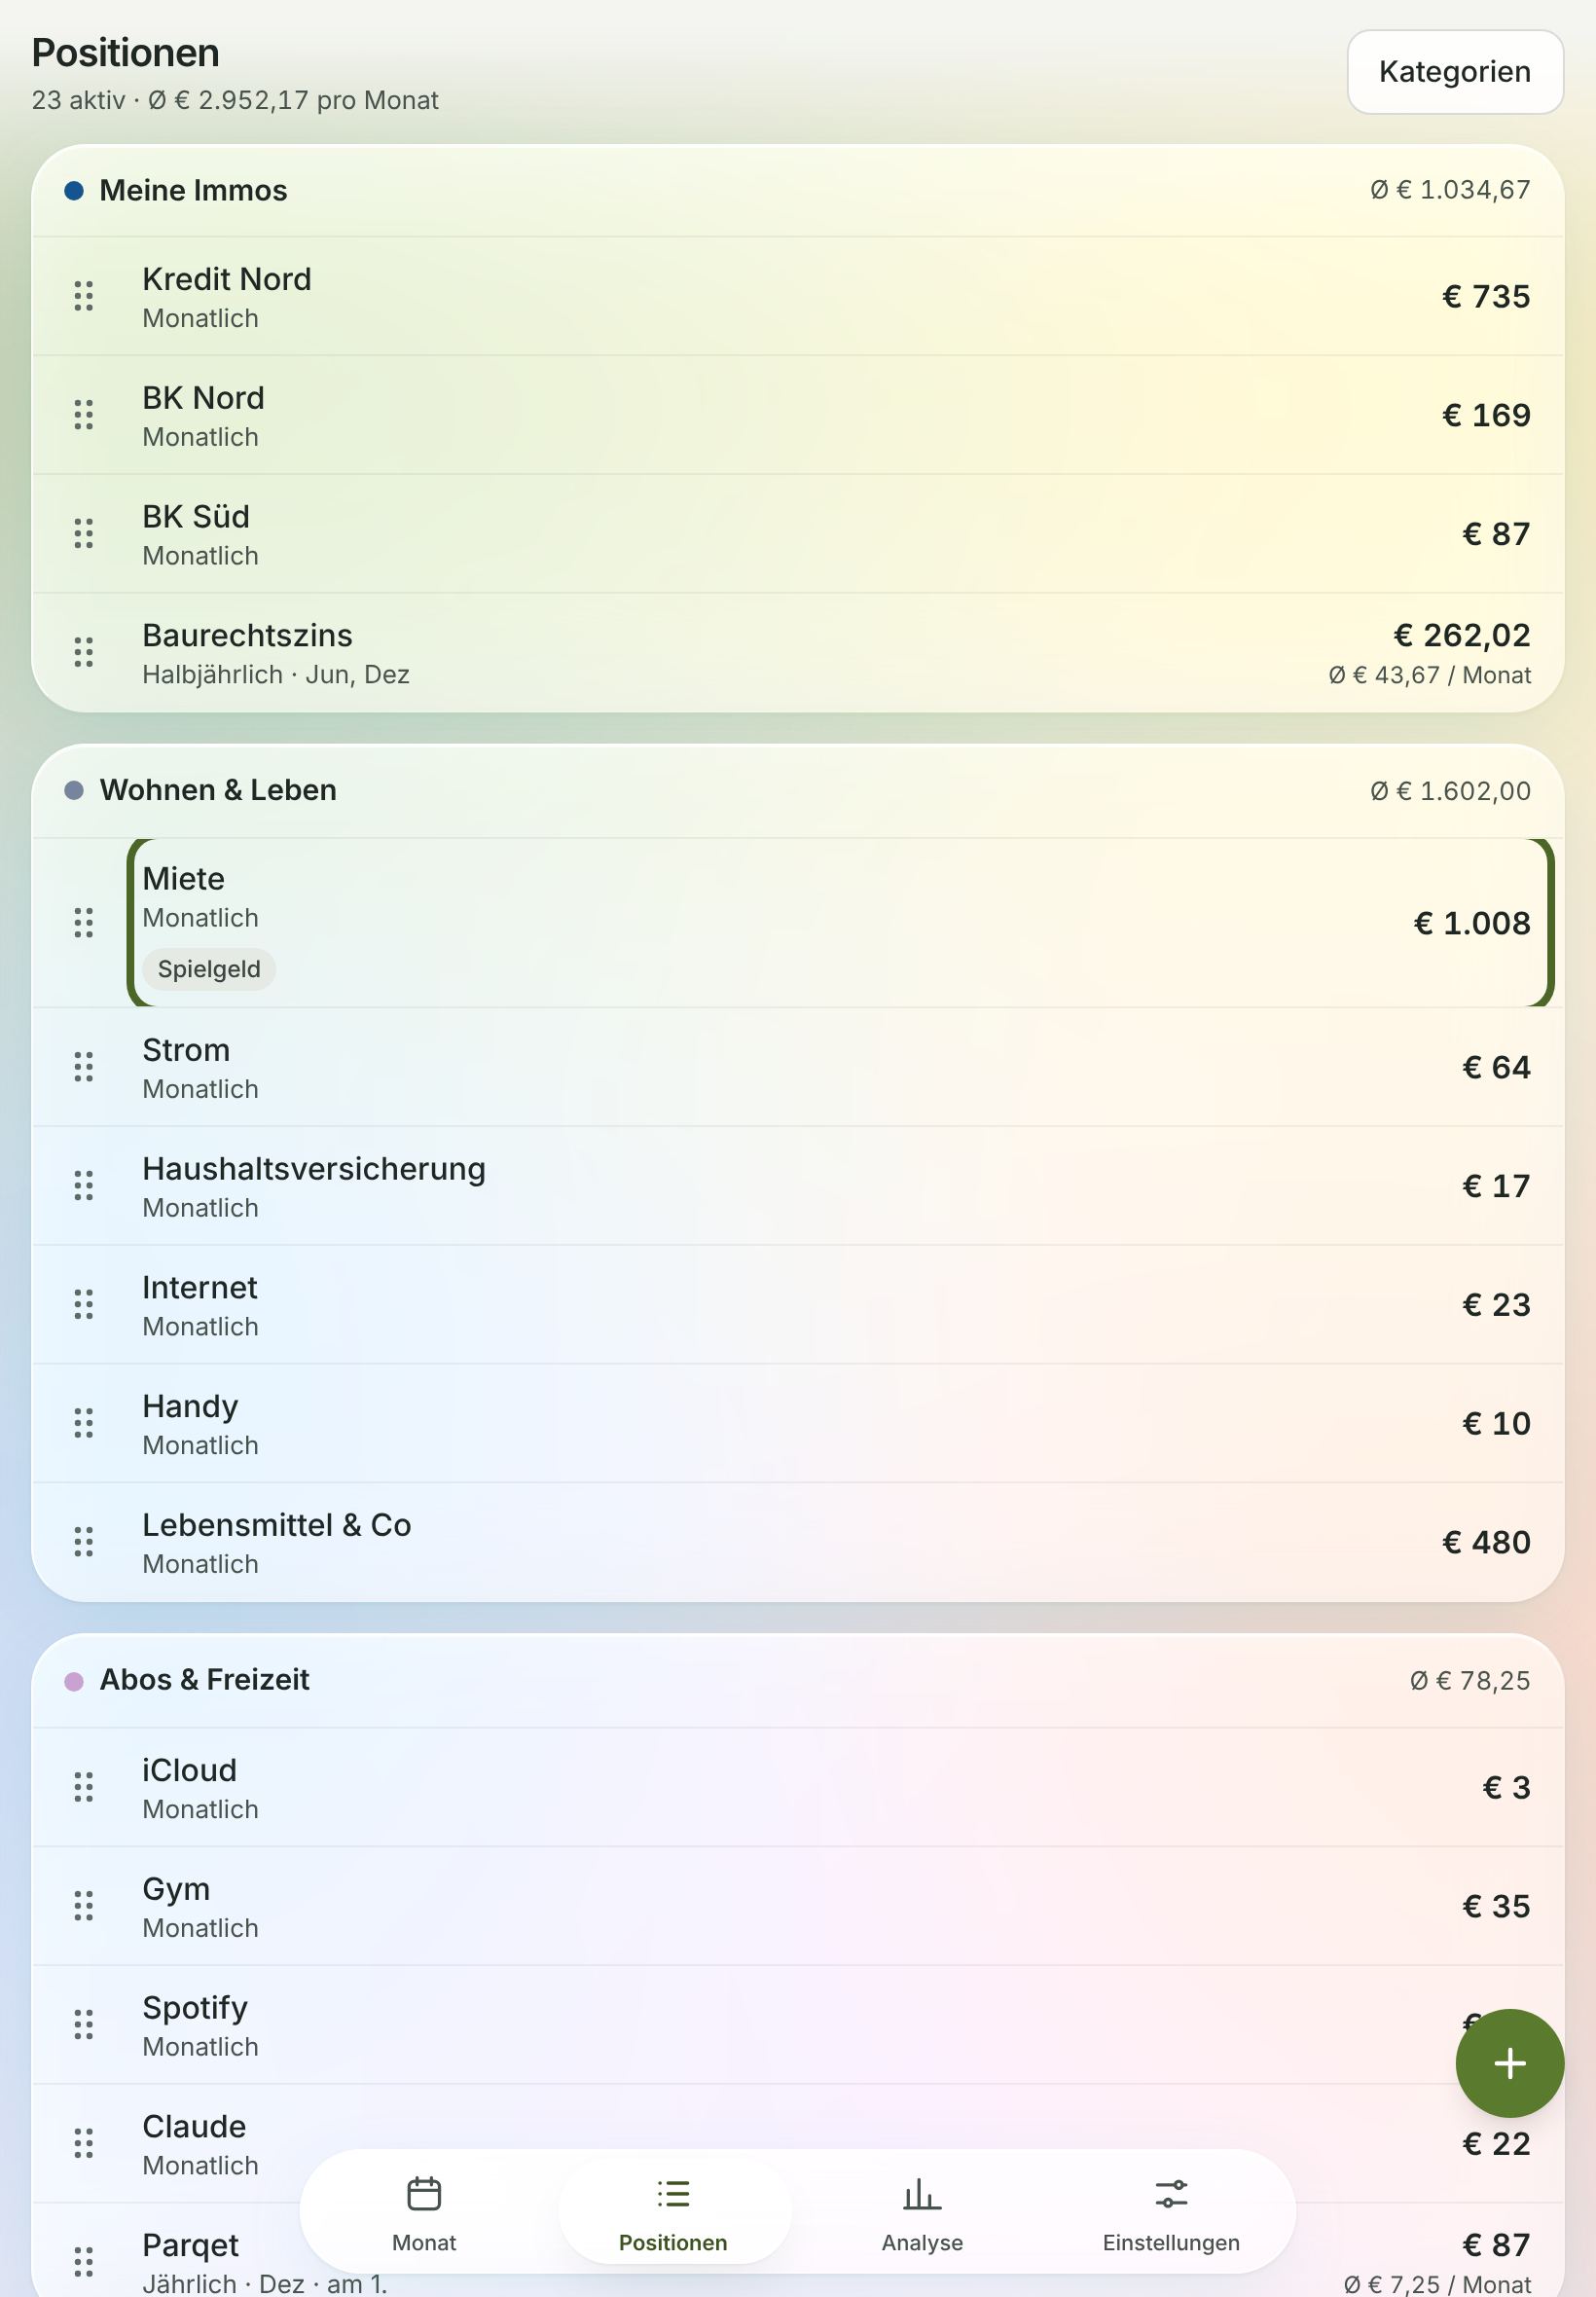 Positionen
Kategorien
23 aktiv · Ø € 2.952,17 pro Monat
Meine Immos
Ø € 1.034,67
Kredit Nord
Monatlich
€ 735
BK Nord
Monatlich
€ 169
BK Süd
Monatlich
€ 87
Baurechtszins
€ 262,02
Halbjährlich · Jun, Dez
Ø € 43,67 / Monat
Wohnen & Leben
Ø € 1.602,00
Miete
Monatlich
€ 1.008
Spielgeld
Strom
Monatlich
€ 64
Haushaltsversicherung
Monatlich
€ 17
Internet
Monatlich
€ 23
Handy
Monatlich
€ 10
Lebensmittel & Co
Monatlich
€ 480
Abos & Freizeit
Ø € 78,25
iCloud
Monatlich
€ 3
Gym
Monatlich
€ 35
Spotify
Monatlich
€
Claude
Monatlich
€ 22
Parqet
€ 87
Jährlich · Dez · am 1.
Ø € 7,25 / Monat
Monat
Positionen
Analyse
Einstellungen